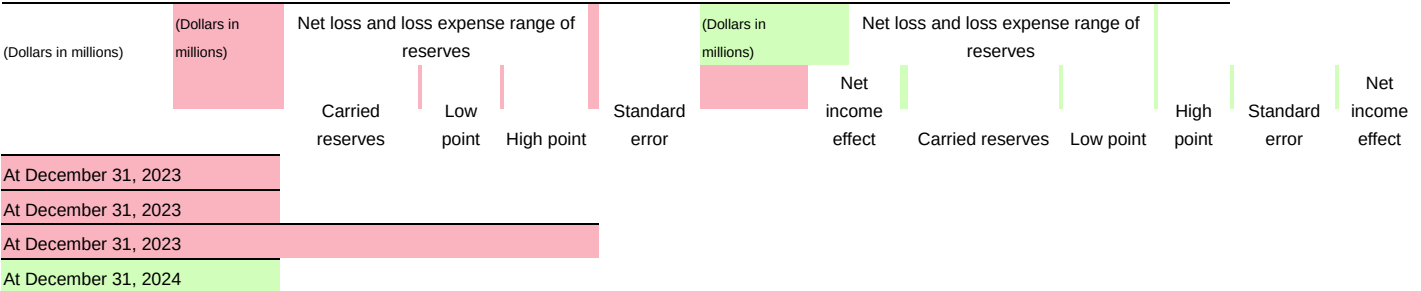 (Dollars in millions)
(Dollars in
millions)
Net loss and loss expense range of
reserves
(Dollars in
millions)
Net loss and loss expense range of
reserves
Carried
reserves
Low
point
High point
Standard
error
Net
income
effect
Carried reserves
Low point
High
point
Standard
error
Net
income
effect
At December 31, 2023
At December 31, 2023
At December 31, 2023
At December 31, 2024